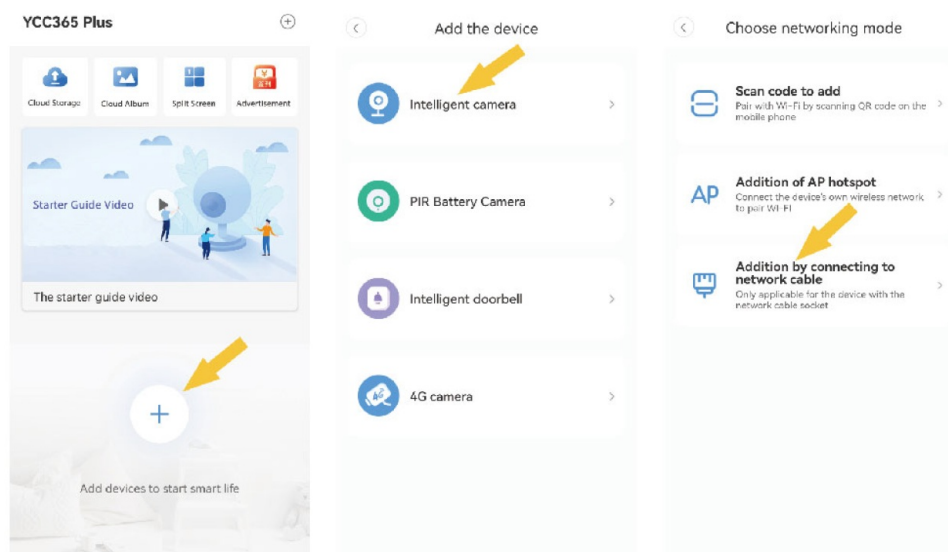 YCC365 Plus
Cloud Storage
Cloud Album
Split Screen
Advertisement
Starter Guide Video
The starter guide video
Add devices to start smart life
Add the device
Intelligent camera
PIR Battery Camera
Intelligent doorbell
4G
4G camera
Choose networking mode
Scan code to add
Pair with Wi-Fi by scanning QR code on the
mobile phone
AP
Addition of AP hotspot
Connect the device's own wireless network
to pair WI-FI
Addition by connecting to
network cable
Only applicable for the device with the
network cable socket